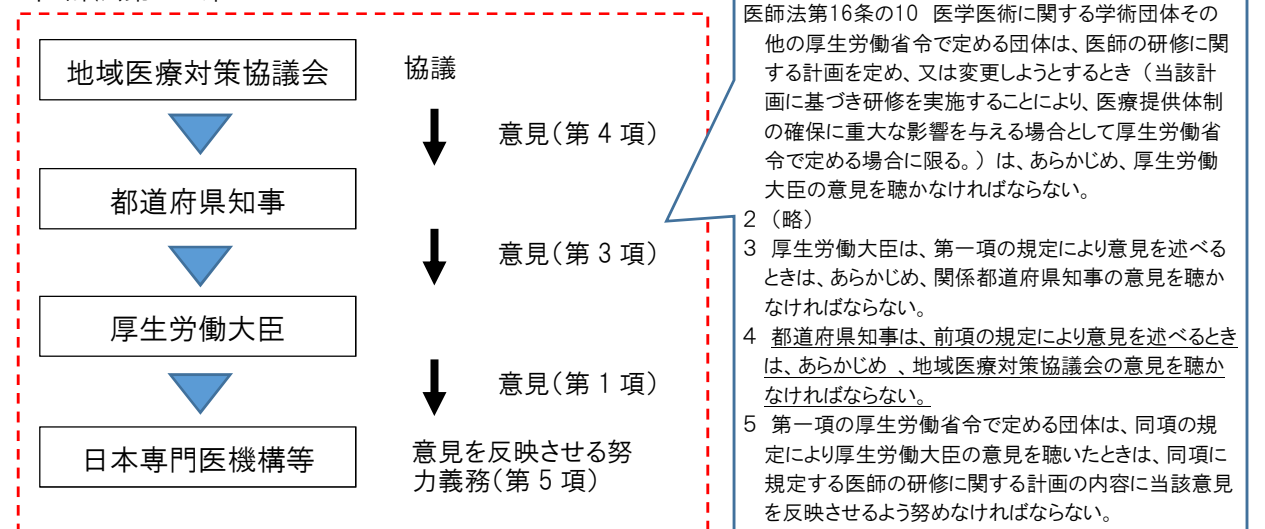 地域医療対策協議会
協議
意見(第4項)
都道府県知事
意見(第3項)
厚生労働大臣
意見(第1項)
日本専門医機構等
意見を反映させる努
力義務(第5項)
医師法第16条の10 医学医術に関する学術団体その
他の厚生労働省令で定める団体は、医師の研修に関
する計画を定め、又は変更しようとするとき(当該計
画に基づき研修を実施することにより、医療提供体制
の確保に重大な影響を与える場合として厚生労働省
令で定める場合に限る。)は、あらかじめ、厚生労働
大臣の意見を聴かなければならない。
2 (略)
3 厚生労働大臣は、第一項の規定により意見を述べる
ときは、あらかじめ、関係都道府県知事の意見を聴か
なければならない。
4 都道府県知事は、前項の規定により意見を述べるとき
は、あらかじめ 、地域医療対策協議会の意見を聴か
なければならない。
5 第一項の厚生労働省令で定める団体は、同項の規
定により厚生労働大臣の意見を聴いたときは、同項に
規定する医師の研修に関する計画の内容に当該意見
を反映させるよう努めなければならない。